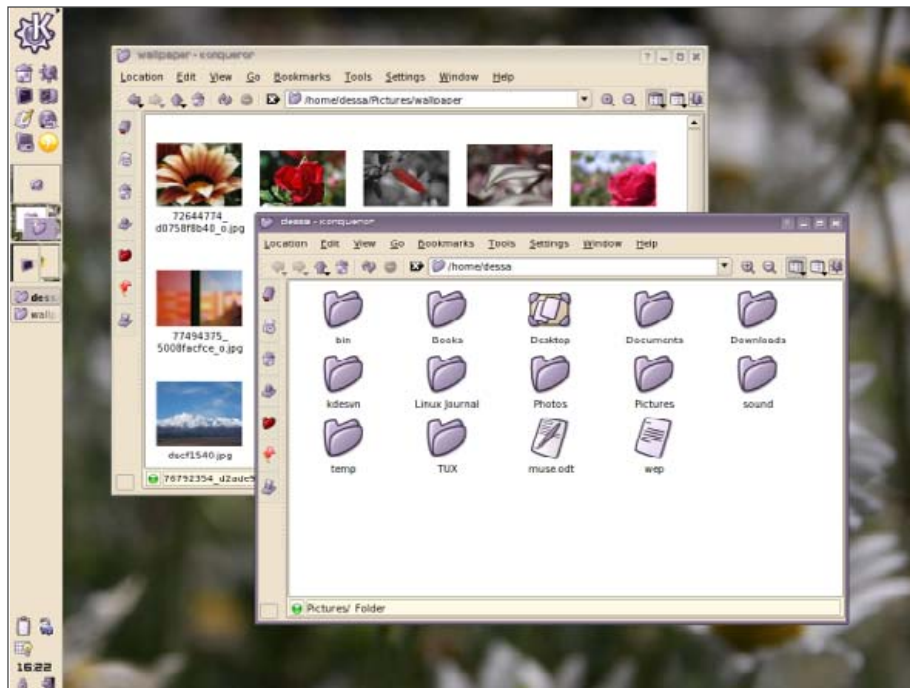 wallpaper - konqueror
Location Edit View Go Bookmarks Tools Settings Window Help
/home/dessa/Pictures/wallpaper
72644774_
d0758f8b40_o.jpg
77494375_
5008facfce_o.jpg
dscf1540.jpg
dessa - konqueror
Location Edit View Go Bookmarks Tools Settings Window Help
/home/dessa
bin Books Desktop Documents Downloads
kdesvn Linux Journal Photos Pictures sound
temp TUX muse.odt wep
Pictures/ Folder
dess
wallp
16:22